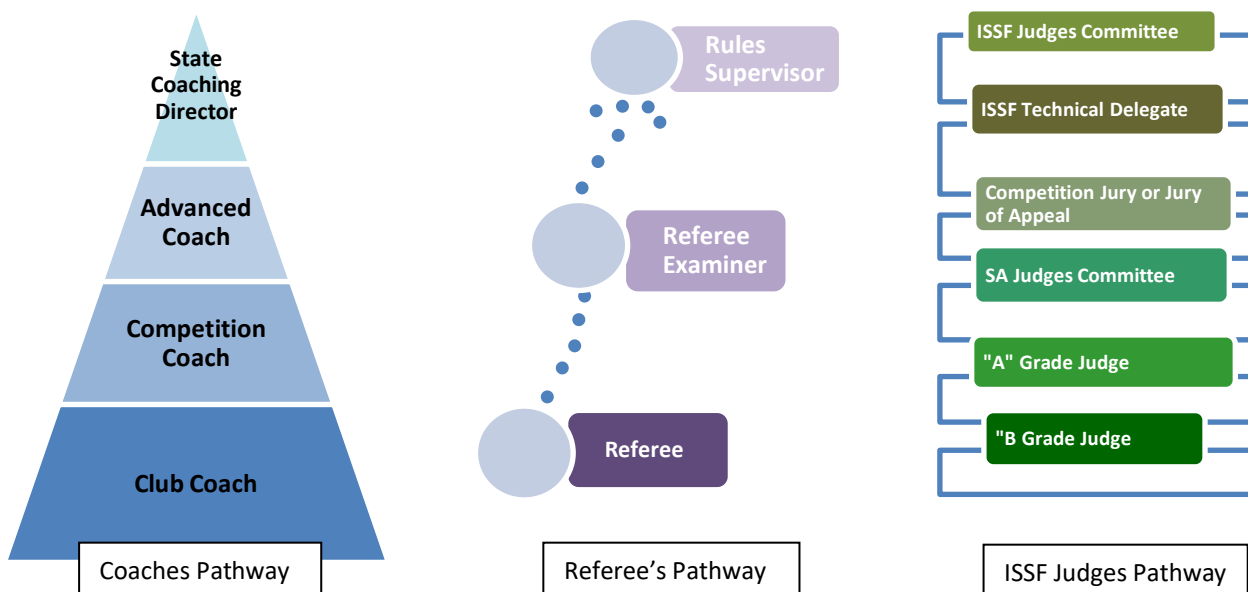 State
Coaching
Director
Advanced
Coach
Competition
Coach
Club Coach
Coaches Pathway
Rules
Supervisor
Referee
Examiner
Referee
Referee’s Pathway
ISSF Judges Committee
ISSF Technical Delegate
Competition Jury or Jury
of Appeal
SA Judges Committee
"A" Grade Judge
"B Grade Judge
ISSF Judges Pathway